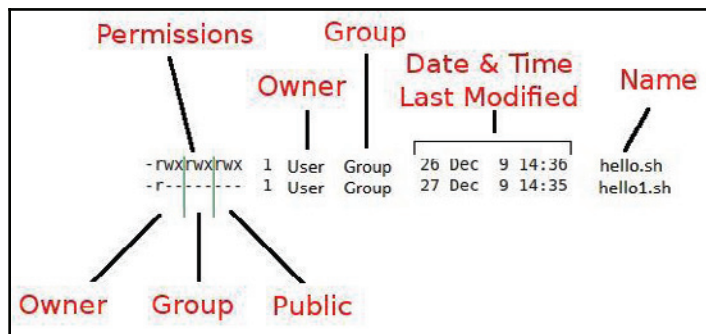 Permissions
Group
Owner
Date & Time
Last Modified
Name
-rwxrwxrwx 1 User Group 26 Dec 9 14:36 hello.sh
-r-------- 1 User Group 27 Dec 9 14:35 hello1.sh
Owner Group Public